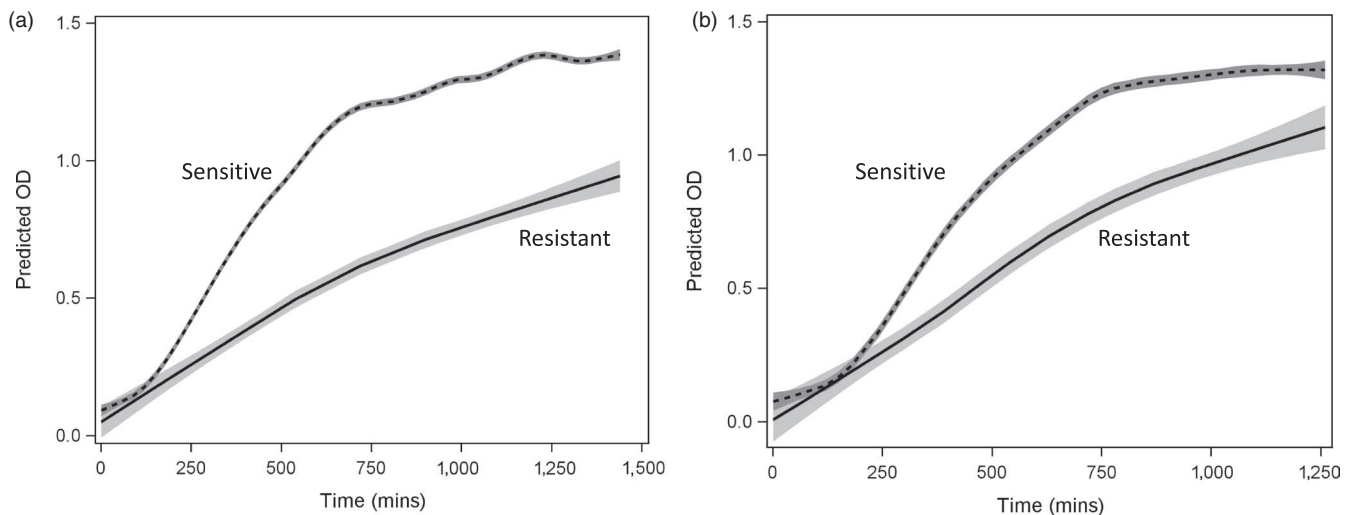 (a)
1.5
1.0
0.5
0.0
Predicted OD
Sensitive
Resistant
0 250 500 750 1,000 1,250 1,500
Time (mins)
(b)
1.5
1.0
0.5
0.0
Predicted OD
Sensitive
Resistant
0 250 500 750 1,000 1,250
Time (mins)